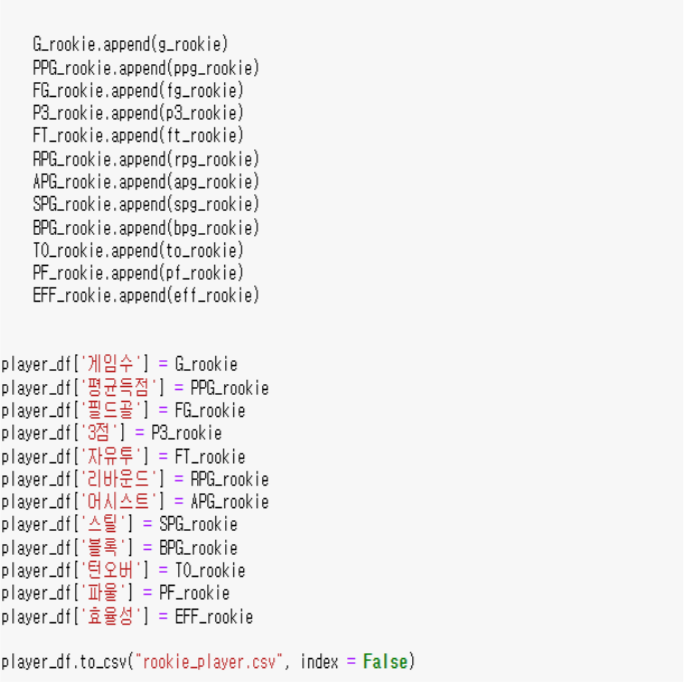 G_rookie.append(g_rookie)
PPG_rookie.append(ppg_rookie)
FG_rookie.append(fg_rookie)
P3_rookie.append(p3_rookie)
FT_rookie.append(ft_rookie)
RPG_rookie.append(rpg_rookie)
APG_rookie.append(apg_rookie)
SPG_rookie.append(spg_rookie)
BPG_rookie.append(bpg_rookie)
TO_rookie.append(to_rookie)
PF_rookie.append(pf_rookie)
EFF_rookie.append(eff_rookie)
player_df['게임수'] = G_rookie
player_df['평균득점'] = PPG_rookie
player_df['필드골'] = FG_rookie
player_df['3점'] = P3_rookie
player_df['자유투'] = FT_rookie
player_df['리바운드'] = RPG_rookie
player_df['어시스트'] = APG_rookie
player_df['스틸'] = SPG_rookie
player_df['블록'] = BPG_rookie
player_df['턴오버'] = TO_rookie
player_df['파울'] = PF_rookie
player_df['효율성'] = EFF_rookie
player_df.to_csv("rookie_player.csv", index = False)